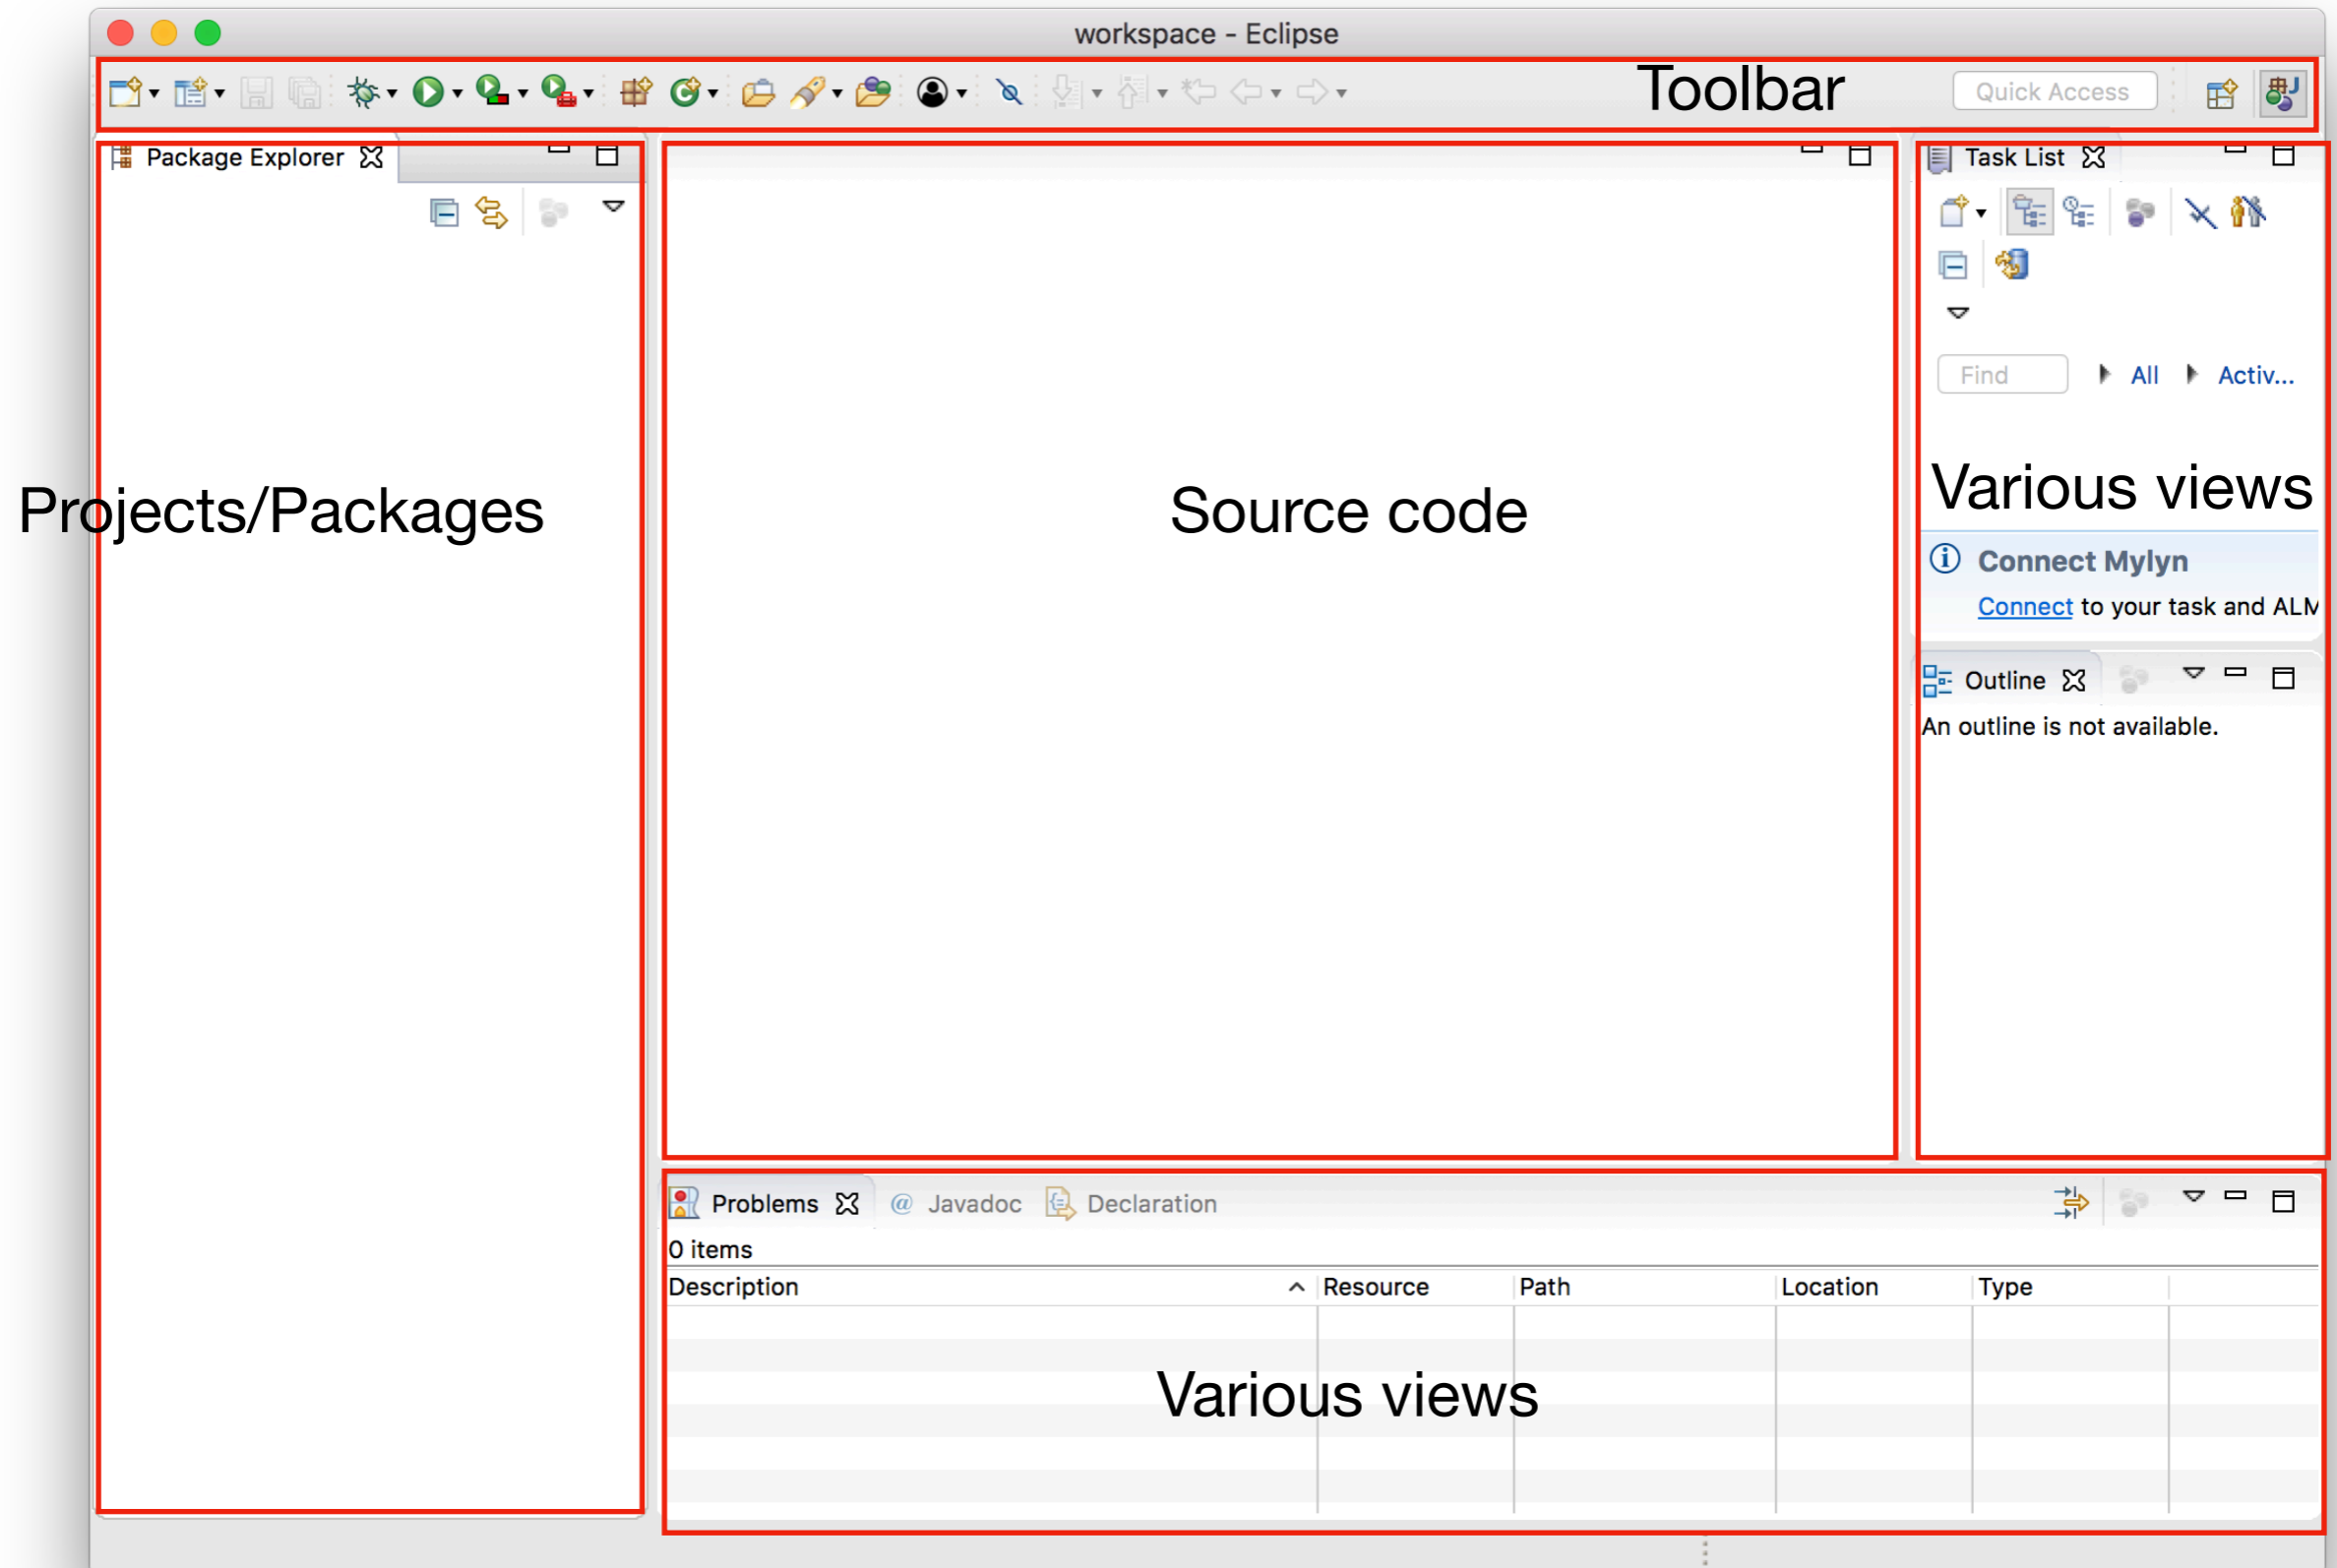 workspace - Eclipse
Toolbar
Quick Access
Package Explorer
Projects/Packages
Source code
Task List
Find All Activ...
Various views
Connect Mylyn
Connect to your task and ALM
Outline
An outline is not available.
Problems @ Javadoc Declaration
0 items
Description Resource Path Location Type
Various views